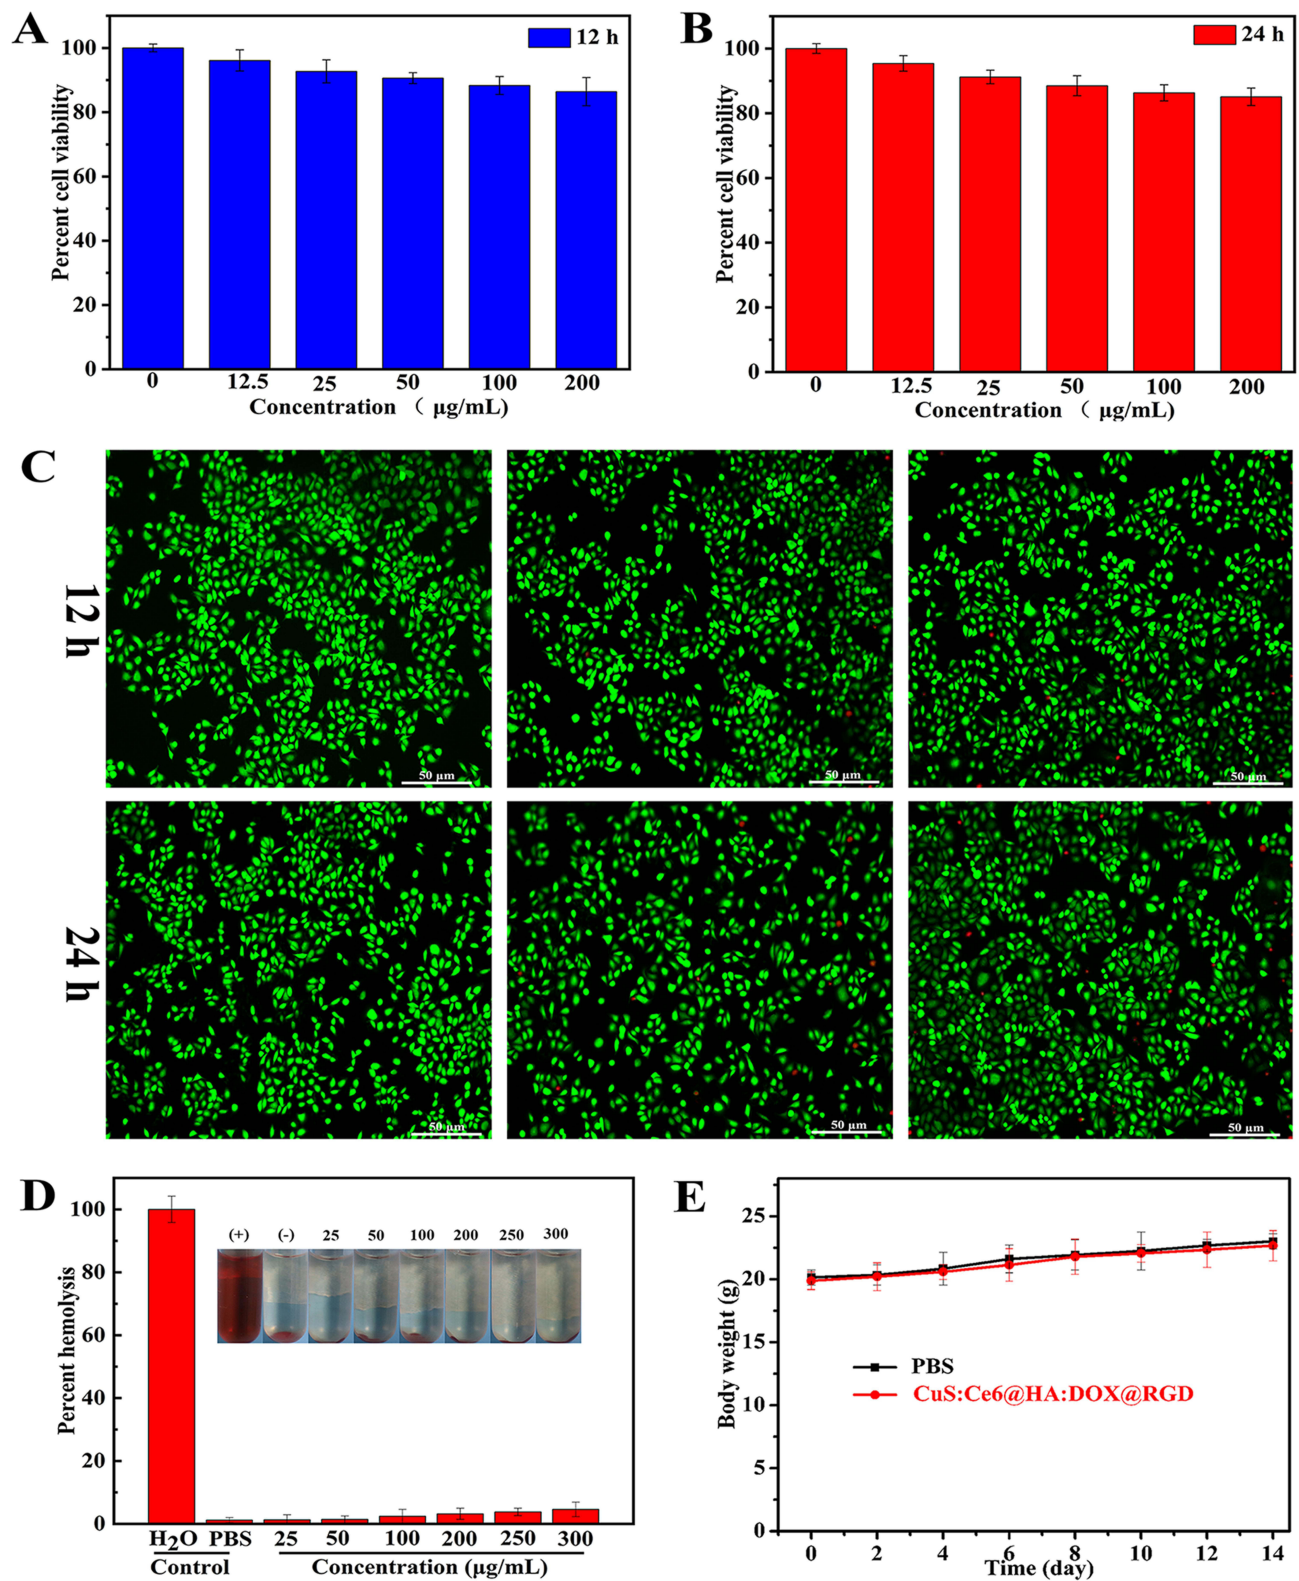 A
Percent cell viability
100
80
60
40
20
0
12 h
0 12.5 25 50 100 200
Concentration （ μg/mL)
B
Percent cell viability
100
80
60
40
20
0
24 h
0 12.5 25 50 100 200
Concentration （ μg/mL)
C
12 h
50 μm
50 μm
50 μm
24 h
50 μm
50 μm
50 μm
D
Percent hemolysis
100
80
60
40
20
0
(+) (-) 25 50 100 200 250 300
H2O PBS 25 50 100 200 250 300
Control Concentration (μg/mL)
E
Body weight (g)
25
20
15
10
5
0
PBS
CuS:Ce6@HA:DOX@RGD
0 2 4 6 8 10 12 14
Time (day)